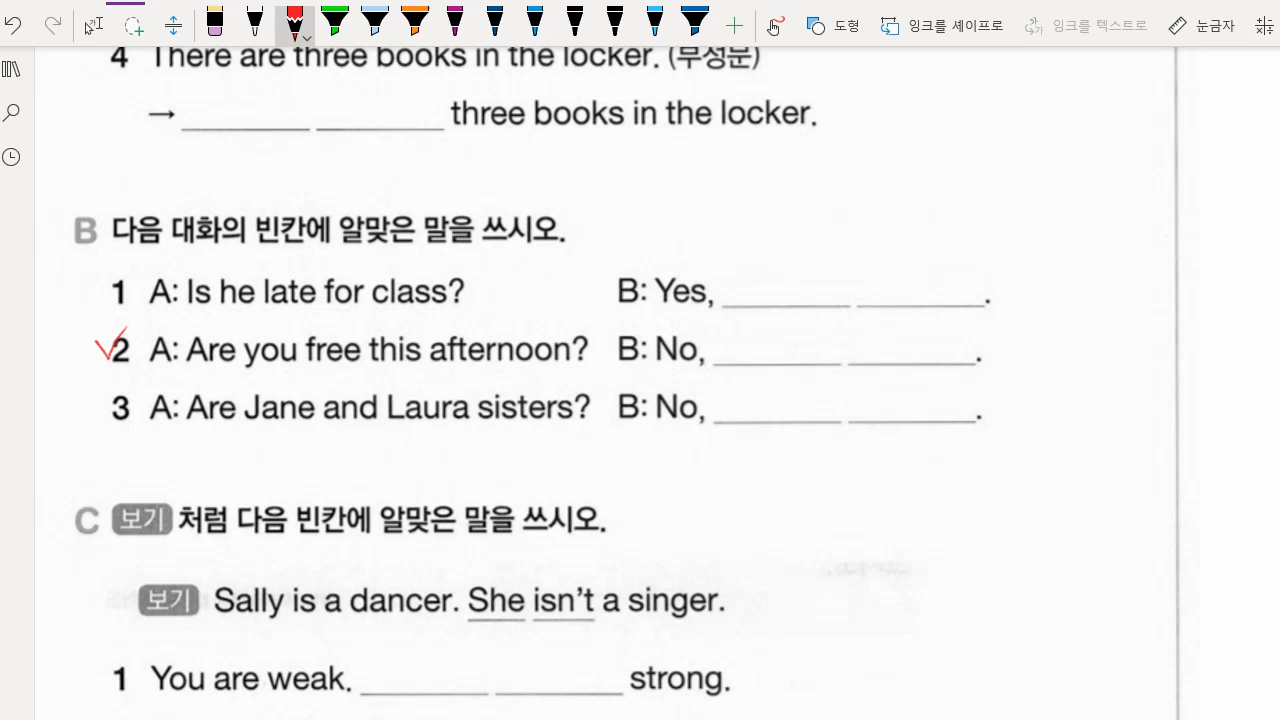 도형 잉크를 셰이프로 잉크를 텍스트로 눈금자
4 There are three books in the locker. (부정문)
→ ________ ________ three books in the locker.
B 다음 대화의 빈칸에 알맞은 말을 쓰시오.
1 A: Is he late for class? B: Yes, ________ ________.
2 A: Are you free this afternoon? B: No, ________ ________.
3 A: Are Jane and Laura sisters? B: No, ________ ________.
C 보기 처럼 다음 빈칸에 알맞은 말을 쓰시오.
보기 Sally is a dancer. She isn't a singer.
1 You are weak. ________ ________ strong.